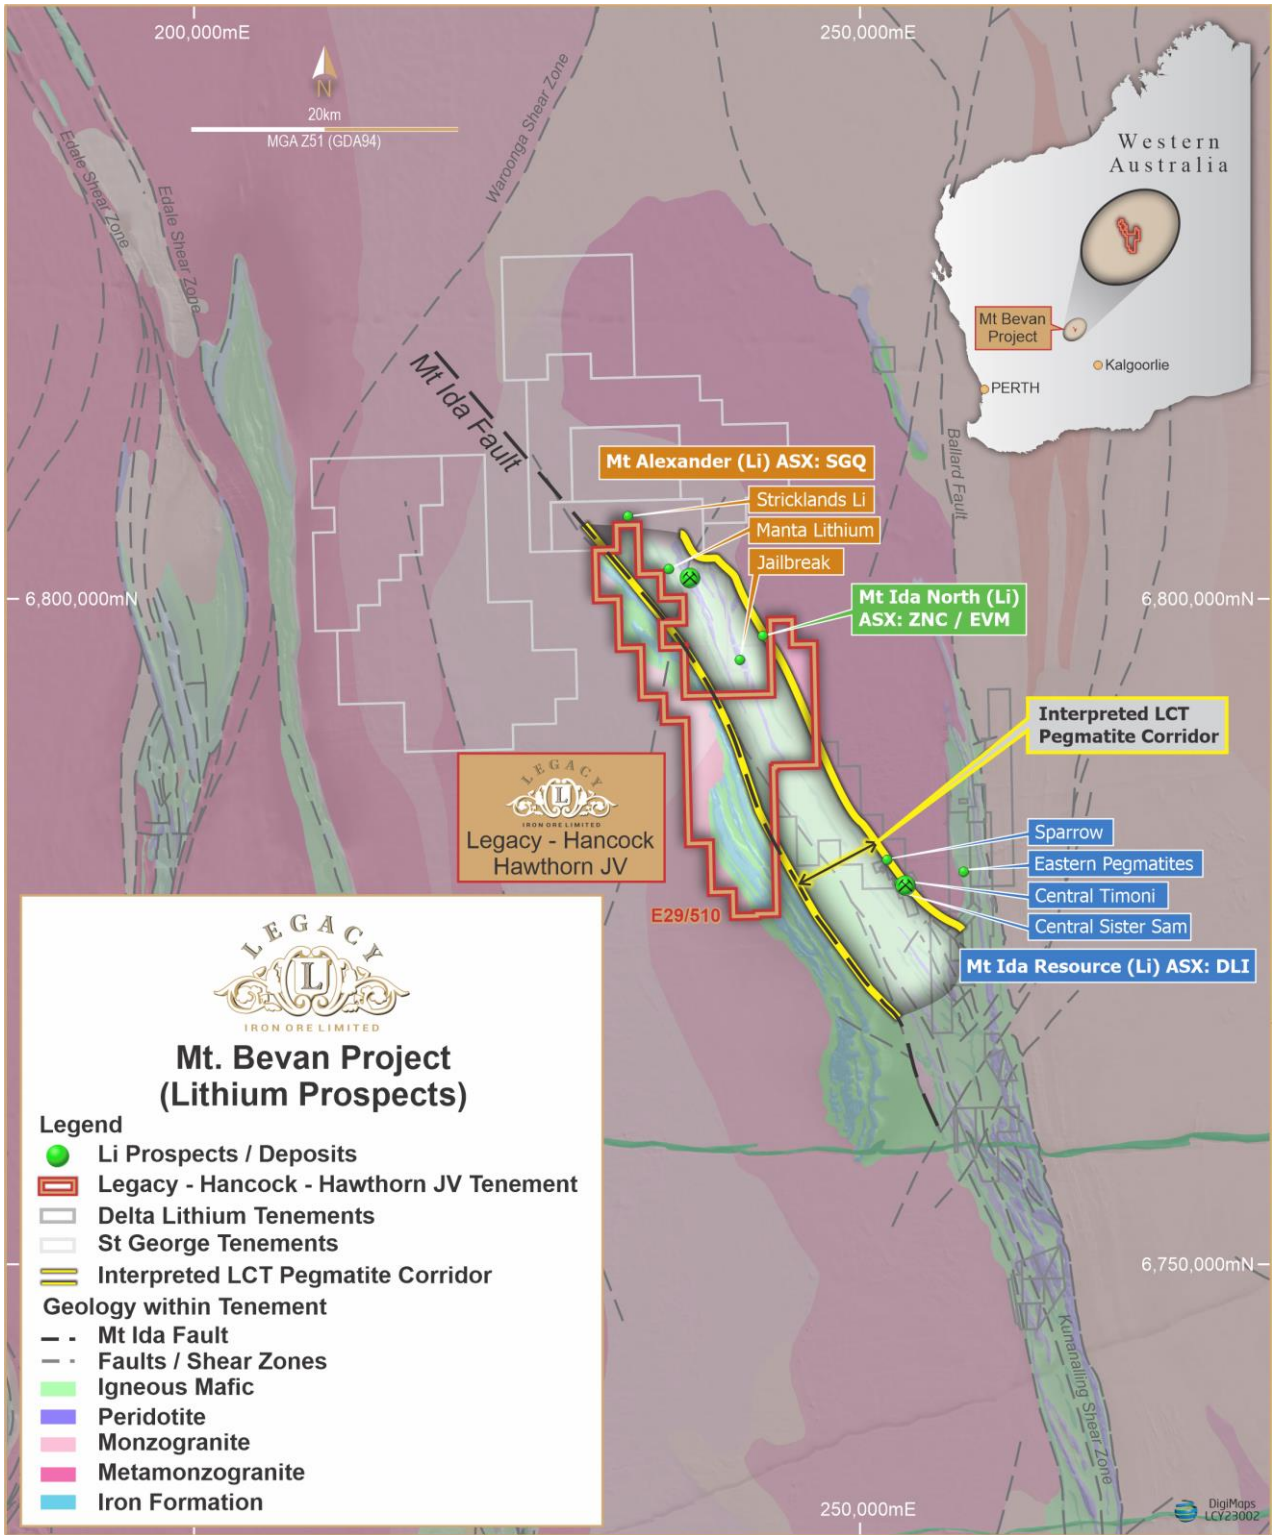 200,000mE
250,000mE
N
20km
MGA Z51 (GDA94)
Edale Shear Zone
Edale Shear Zone
Waroonga Shear Zone
Western
Australia
Mt Bevan
Project
Kalgoorlie
PERTH
Mt Ida Fault
Ballard Fault
Mt Alexander (Li) ASX: SGQ
Stricklands Li
Manta Lithium
Jailbreak
6,800,000mN
6,800,000mN
Mt Ida North (Li)
ASX: ZNC / EVM
Interpreted LCT
Pegmatite Corridor
LEGACY
L
IRON ORE LIMITED
Legacy - Hancock
Hawthorn JV
Sparrow
Eastern Pegmatites
Central Timoni
Central Sister Sam
E29/510
Mt Ida Resource (Li) ASX: DLI
LEGACY
L
IRON ORE LIMITED
Mt. Bevan Project
(Lithium Prospects)
Legend
Li Prospects / Deposits
Legacy - Hancock - Hawthorn JV Tenement
Delta Lithium Tenements
St George Tenements
Interpreted LCT Pegmatite Corridor
Geology within Tenement
Mt Ida Fault
Faults / Shear Zones
Igneous Mafic
Peridotite
Monzogranite
Metamonzogranite
Iron Formation
6,750,000mN
Kunanalling Shear Zone
250,000mE
DigiMaps
LCY23002